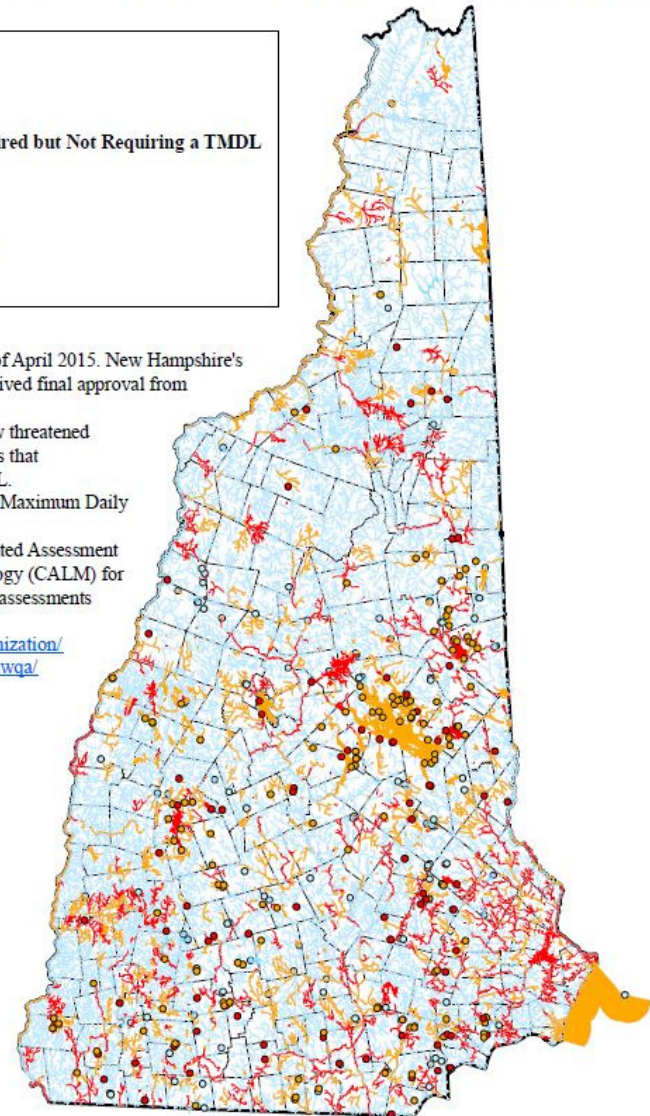 ired but Not Requiring a TMDL
of April 2015. New Hampshire's
ived final approval from
y threatened
s that
L.
Maximum Daily
ted Assessment
ogy (CALM) for
assessments
nization/
wqa/